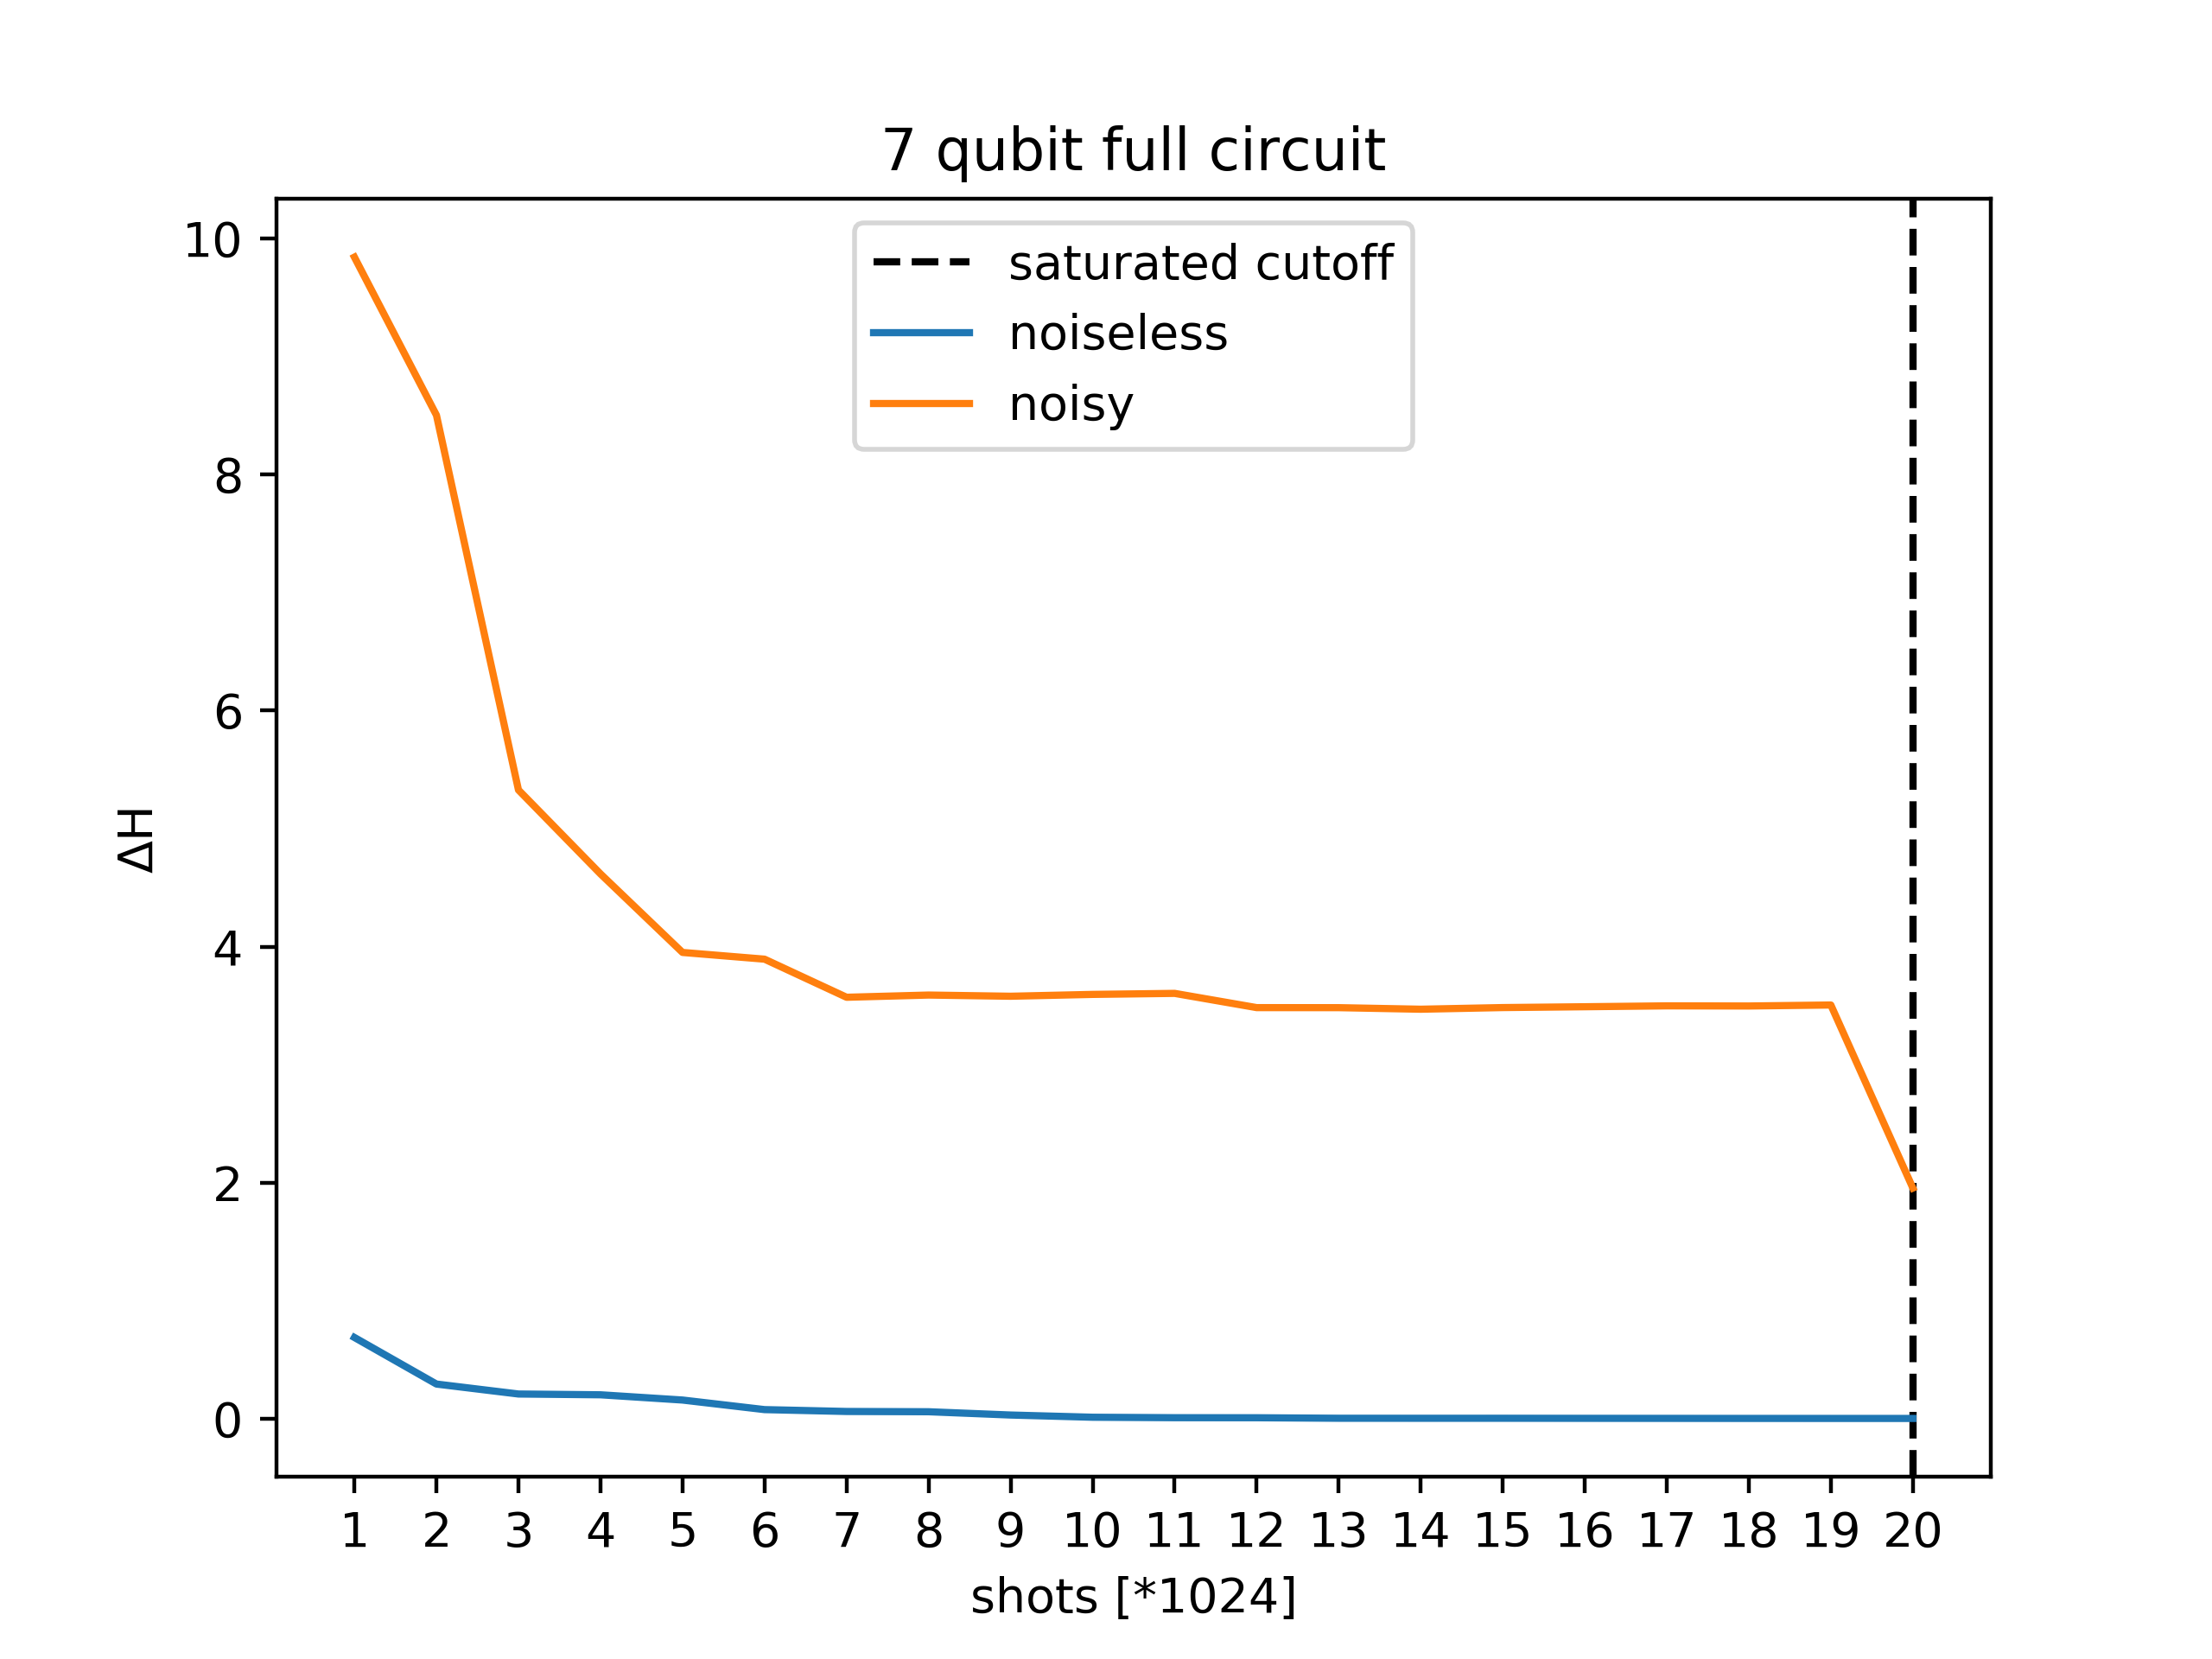 7 qubit full circuit
saturated cutoff
noiseless
noisy
10
8
6
4
2
0
ΔH
1 2 3 4 5 6 7 8 9 10 11 12 13 14 15 16 17 18 19 20
shots [*1024]